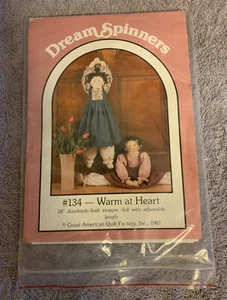 Dream Spinners
#134 — Warm at Heart
28" doorknob/draft stopper doll with adjustable
length
© Great American Quilt Factory, Inc., 1987